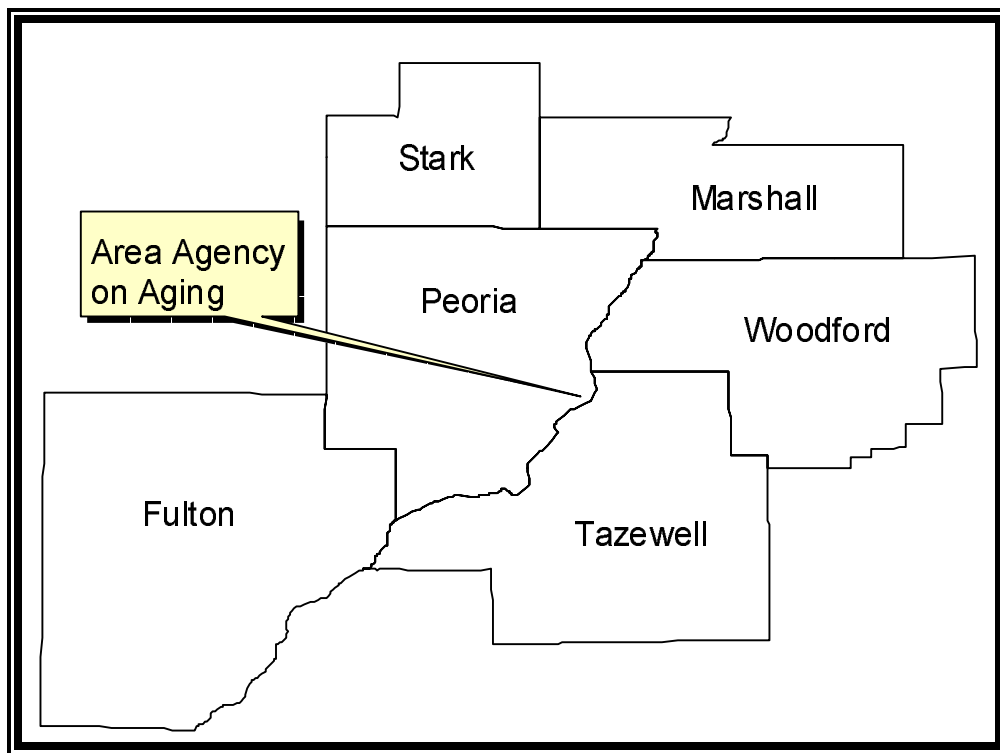 Stark
Marshall
Area Agency
on Aging
Peoria
Woodford
Fulton
Tazewell